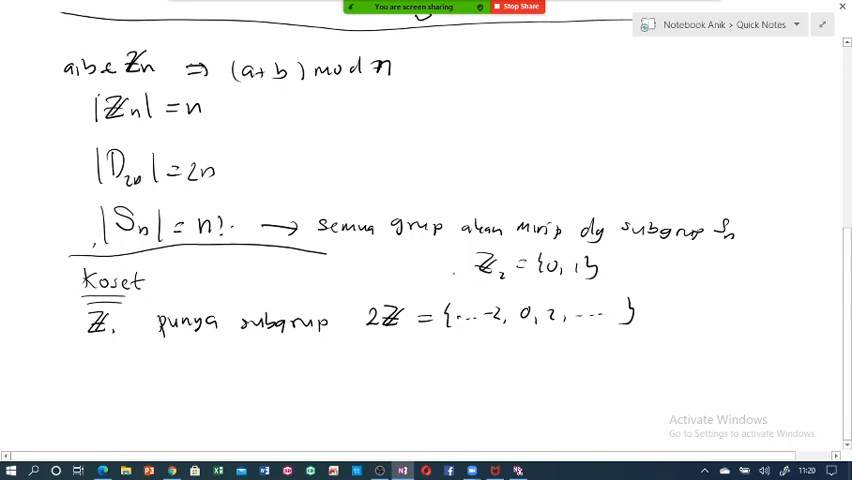 You are screen sharing Stop Share
Notebook Anik > Quick Notes
a,b ∈ ℤn ⇒ (a+b) mod n
|ℤn| = n
|D2n| = 2n
|Sn| = n! → semua grup akan mirip dg subgrup Sn
Koset
ℤ2 = {0, 1}
ℤ, punya subgrup 2ℤ = {... -2, 0, 2, ... }
Activate Windows
Go to Settings to activate Windows.
11:20